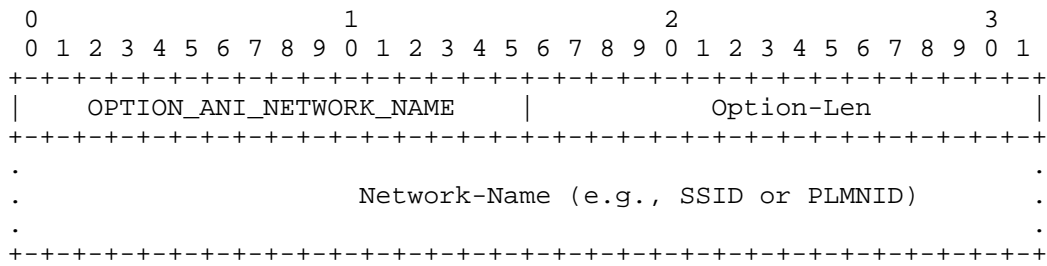 0                   1                   2                   3
 0 1 2 3 4 5 6 7 8 9 0 1 2 3 4 5 6 7 8 9 0 1 2 3 4 5 6 7 8 9 0 1
+-+-+-+-+-+-+-+-+-+-+-+-+-+-+-+-+-+-+-+-+-+-+-+-+-+-+-+-+-+-+-+-+
|    OPTION_ANI_NETWORK_NAME    |           Option-Len          |
+-+-+-+-+-+-+-+-+-+-+-+-+-+-+-+-+-+-+-+-+-+-+-+-+-+-+-+-+-+-+-+-+
.                                                               .
.                     Network-Name (e.g., SSID or PLMNID)       .
.                                                               .
+-+-+-+-+-+-+-+-+-+-+-+-+-+-+-+-+-+-+-+-+-+-+-+-+-+-+-+-+-+-+-+-+